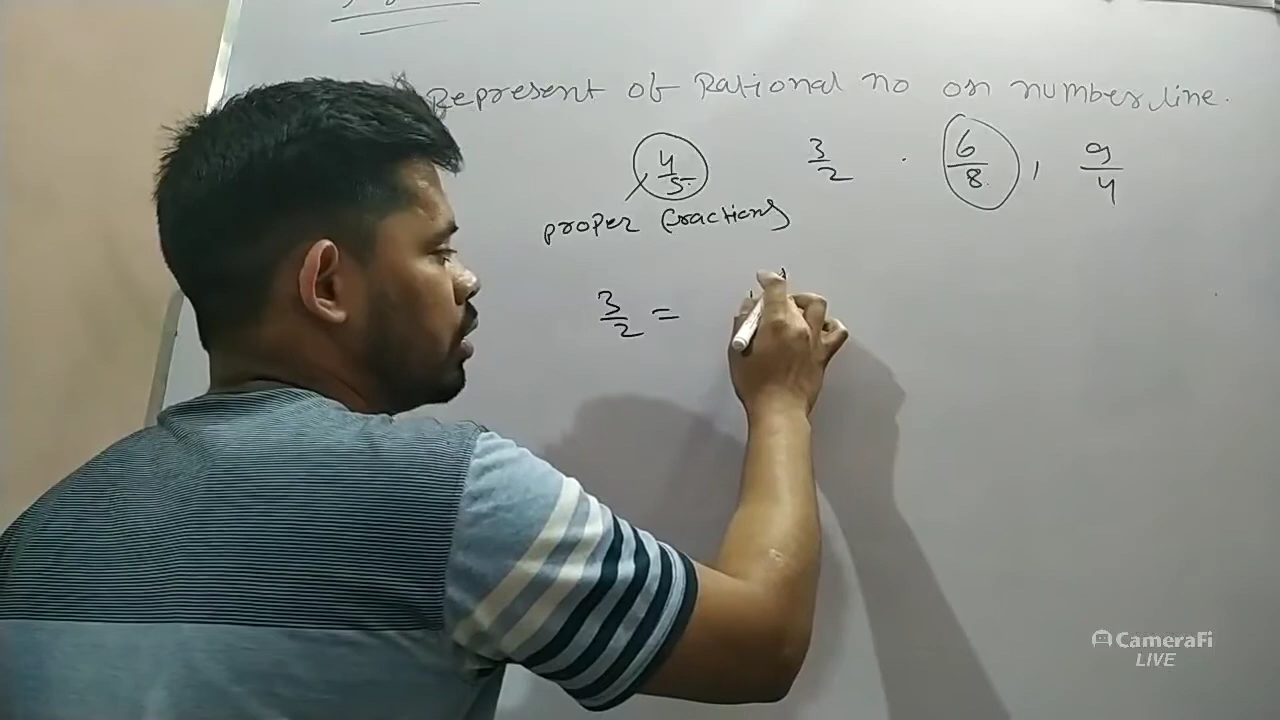 Represent of Rational no on number line.
4/5 3/2 . 6/8 , 9/4
proper fractions
3/2 =
CameraFi
LIVE